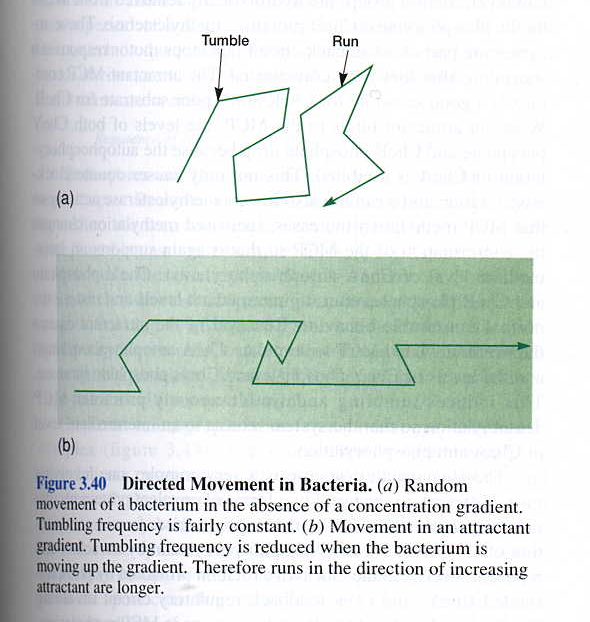 Tumble Run
(a)
(b)
Figure 3.40 Directed Movement in Bacteria. (a) Random
movement of a bacterium in the absence of a concentration gradient.
Tumbling frequency is fairly constant. (b) Movement in an attractant
gradient. Tumbling frequency is reduced when the bacterium is
moving up the gradient. Therefore runs in the direction of increasing
attractant are longer.